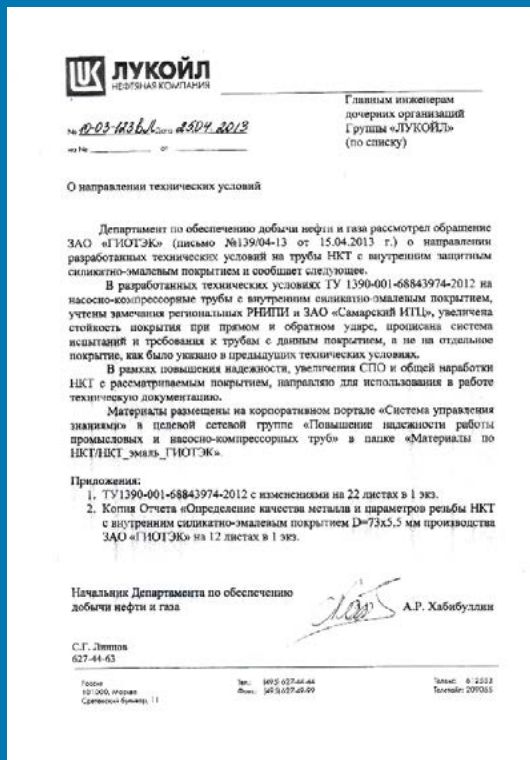 ЛУКОЙЛ
НЕФТЯНАЯ КОМПАНИЯ
№ 10-03-123вл Дата 25.04.2013
на № от
Главным инженерам
дочерних организаций
Группы «ЛУКОЙЛ»
(по списку)
О направлении технических условий
Департамент по обеспечению добычи нефти и газа рассмотрел обращение
ЗАО «ГИОТЭК» (письмо №139/04-13 от 15.04.2013 г.) о направлении
разработанных технических условий на трубы НКТ с внутренним защитным
силикатно-эмалевым покрытием и сообщает следующее.
В разработанных технических условиях ТУ 1390-001-68843974-2012 на
насосно-компрессорные трубы с внутренним силикатно-эмалевым покрытием,
учтены замечания региональных РНИПИ и ЗАО «Самарский ИТЦ», увеличена
стойкость покрытия при прямом и обратном ударе, прописана система
испытаний и требования к трубам с данным покрытием, а не на отдельное
покрытие, как было указано в предыдущих технических условиях.
В рамках повышения надежности, увеличения СПО и общей наработки
НКТ с рассматриваемым покрытием, направляю для использования в работе
техническую документацию.
Материалы размещены на корпоративном портале «Система управления
знаниями» в целевой сетевой группе «Повышение надежности работы
промысловых и насосно-компрессорных труб» в папке «Материалы по
НКТ/НКТ_эмаль_ГИОТЭК».
Приложения:
1. ТУ1390-001-68843974-2012 с изменениями на 22 листах в 1 экз.
2. Копия Отчета «Определение качества металла и параметров резьбы НКТ
с внутренним силикатно-эмалевым покрытием D=73х5,5 мм производства
ЗАО «ГИОТЭК» на 12 листах в 1 экз.
Начальник Департамента по обеспечению
добычи нефти и газа
А.Р. Хабибуллин
С.Г. Линцов
627-44-63
Россия
101000, Москва
Сретенский бульвар, 11
Тел.: (495) 627-44-44
Факс: (495) 627-49-99
Телекс: 612553
Телетайп: 209065